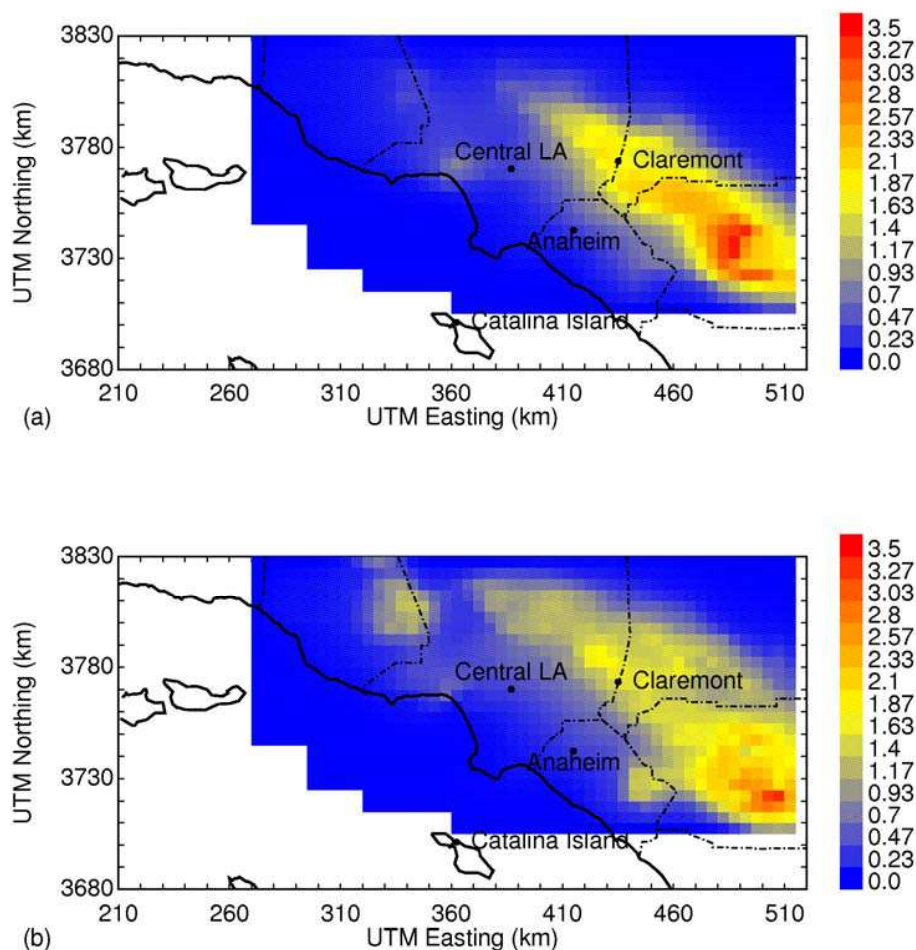 3830
3780
3730
3680
UTM Northing (km)
Central LA
Claremont
Anaheim
Catalina Island
210 260 310 360 410 460 510
UTM Easting (km)
(a)
3.5
3.27
3.03
2.8
2.57
2.33
2.1
1.87
1.63
1.4
1.17
0.93
0.7
0.47
0.23
0.0
3830
3780
3730
3680
UTM Northing (km)
Central LA
Claremont
Anaheim
Catalina Island
210 260 310 360 410 460 510
UTM Easting (km)
(b)
3.5
3.27
3.03
2.8
2.57
2.33
2.1
1.87
1.63
1.4
1.17
0.93
0.7
0.47
0.23
0.0